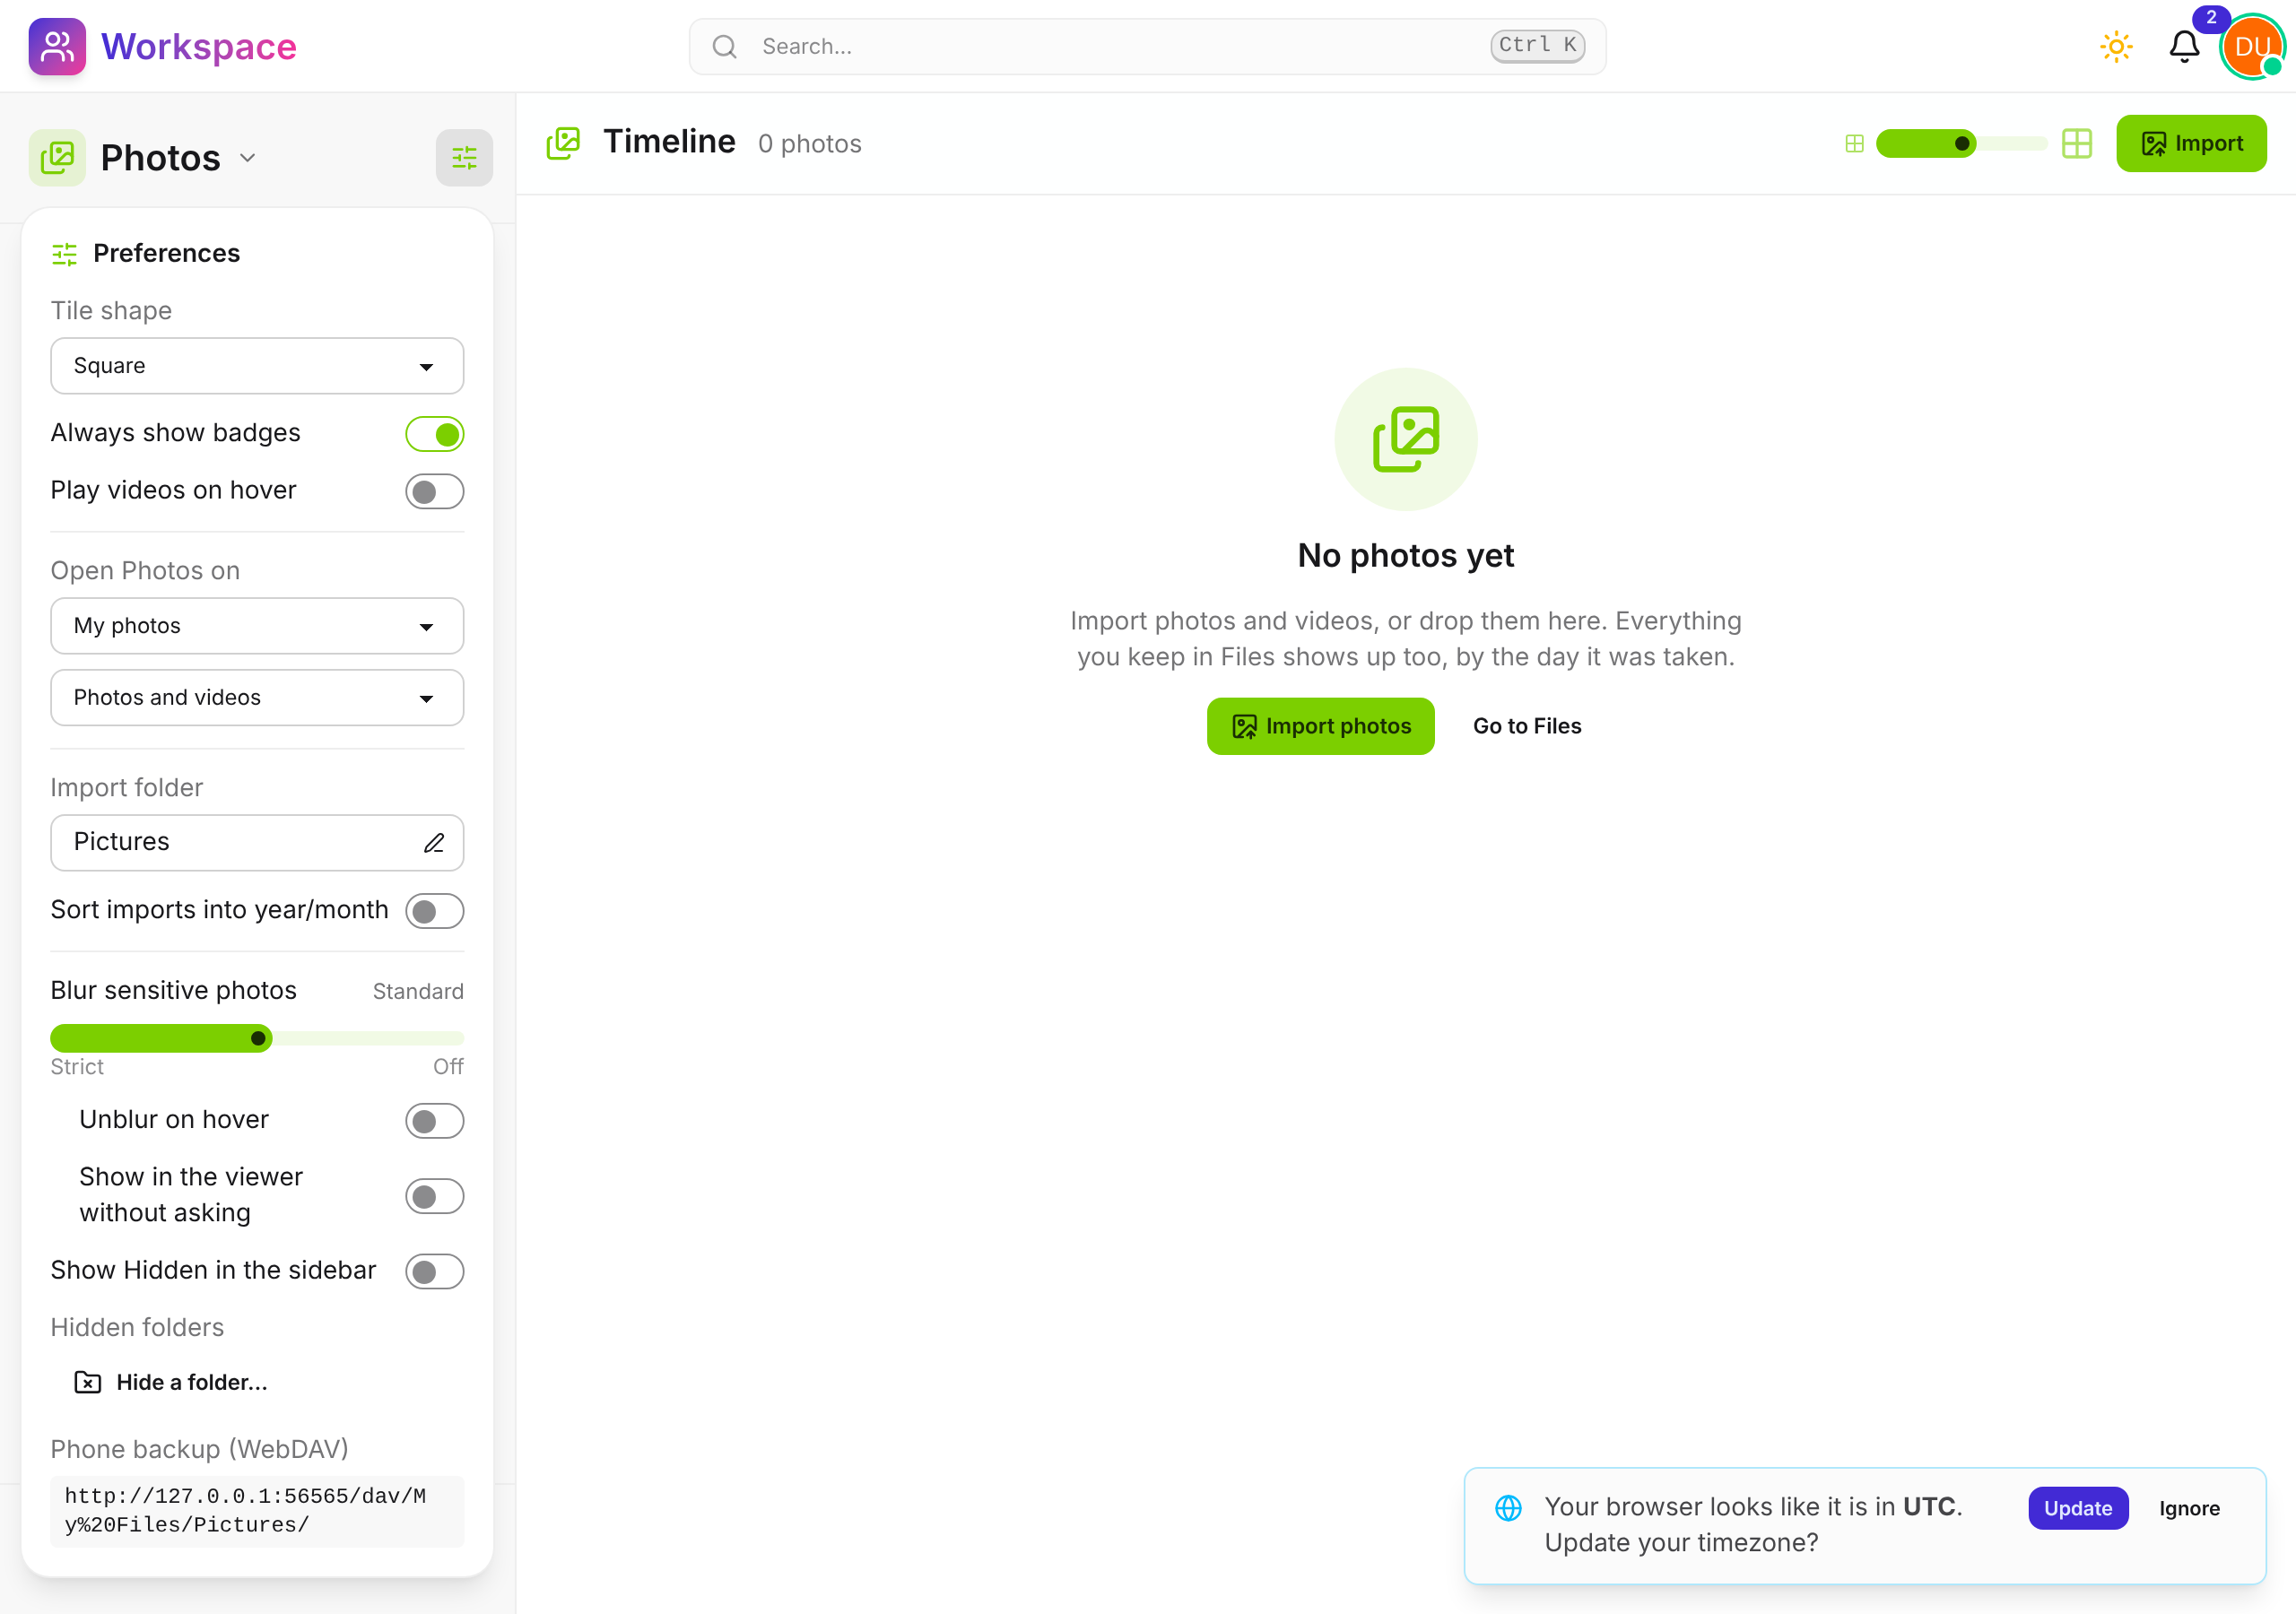 Workspace
Search...
Ctrl K
2
DU
Photos
Timeline
0 photos
Import
Preferences
Tile shape
Square
Always show badges
Play videos on hover
Open Photos on
My photos
Photos and videos
Import folder
Pictures
Sort imports into year/month
Blur sensitive photos
Standard
Strict
Off
Unblur on hover
Show in the viewer
without asking
Show Hidden in the sidebar
Hidden folders
Hide a folder...
Phone backup (WebDAV)
http://127.0.0.1:56565/dav/M
y%20Files/Pictures/
No photos yet
Import photos and videos, or drop them here. Everything
you keep in Files shows up too, by the day it was taken.
Import photos
Go to Files
Your browser looks like it is in UTC.
Update your timezone?
Update
Ignore